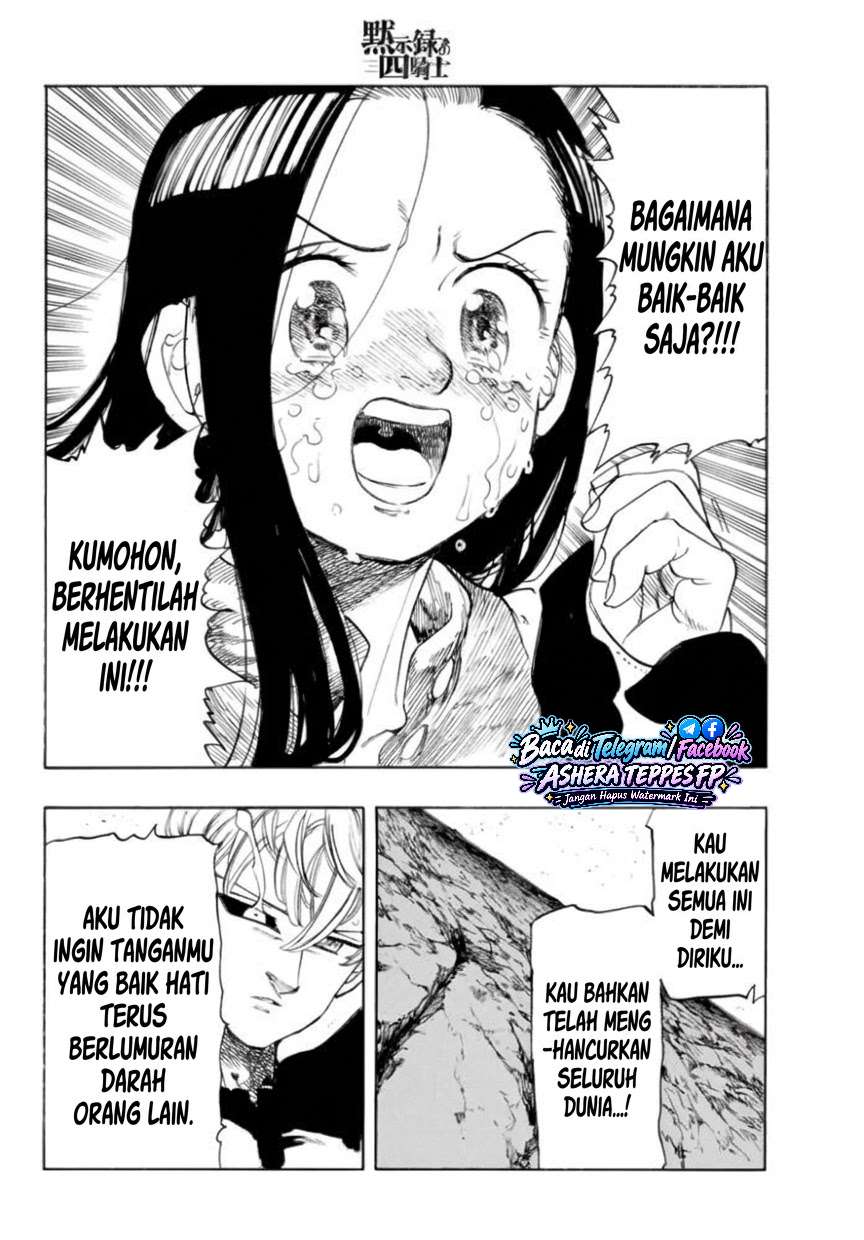 黙示録の
四騎士
BAGAIMANA
MUNGKIN AKU
BAIK-BAIK
SAJA?!!!
KUMOHON,
BERHENTILAH
MELAKUKAN
INI!!!
Baca di Telegram/Facebook
ASHERA TEPPES FP
Jangan Hapus Watermark Ini
KAU
MELAKUKAN
SEMUA INI
DEMI
DIRIKU...
KAU BAHKAN
TELAH MENG
-HANCURKAN
SELURUH
DUNIA...!
AKU TIDAK
INGIN TANGANMU
YANG BAIK HATI
TERUS
BERLUMURAN
DARAH
ORANG LAIN.